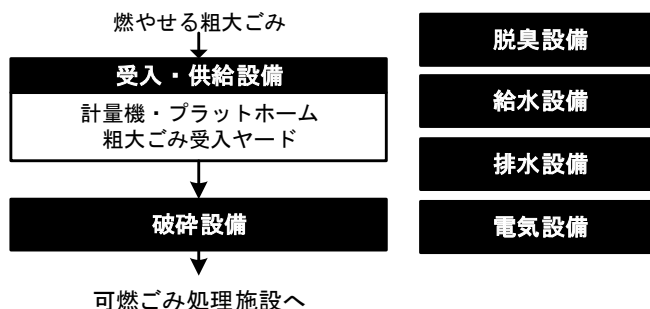 燃やせる粗大ごみ
受入・供給設備
計量機・プラットホーム
粗大ごみ受入ヤード
破砕設備
可燃ごみ処理施設へ
脱臭設備
給水設備
排水設備
電気設備